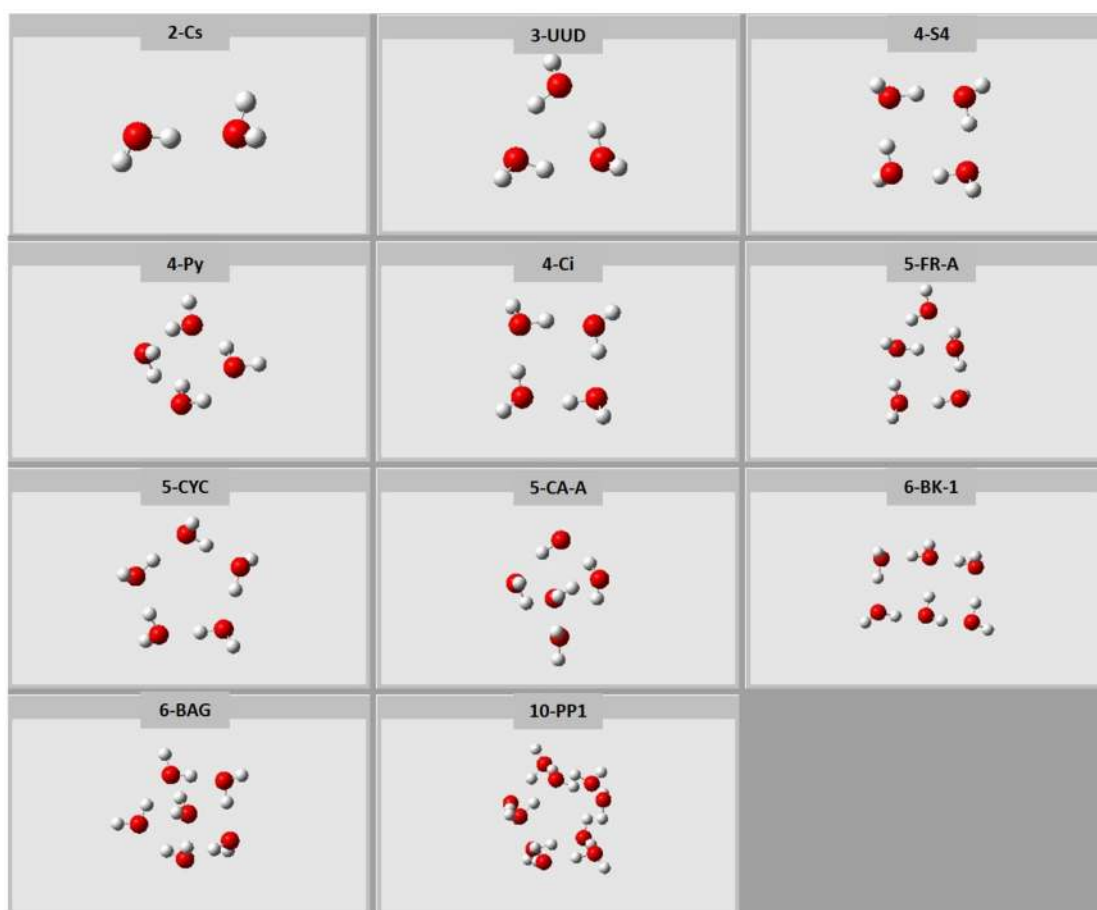 2-Cs
3-UUD
4-S4
4-Py
4-Ci
5-FR-A
5-CYC
5-CA-A
6-BK-1
6-BAG
10-PP1